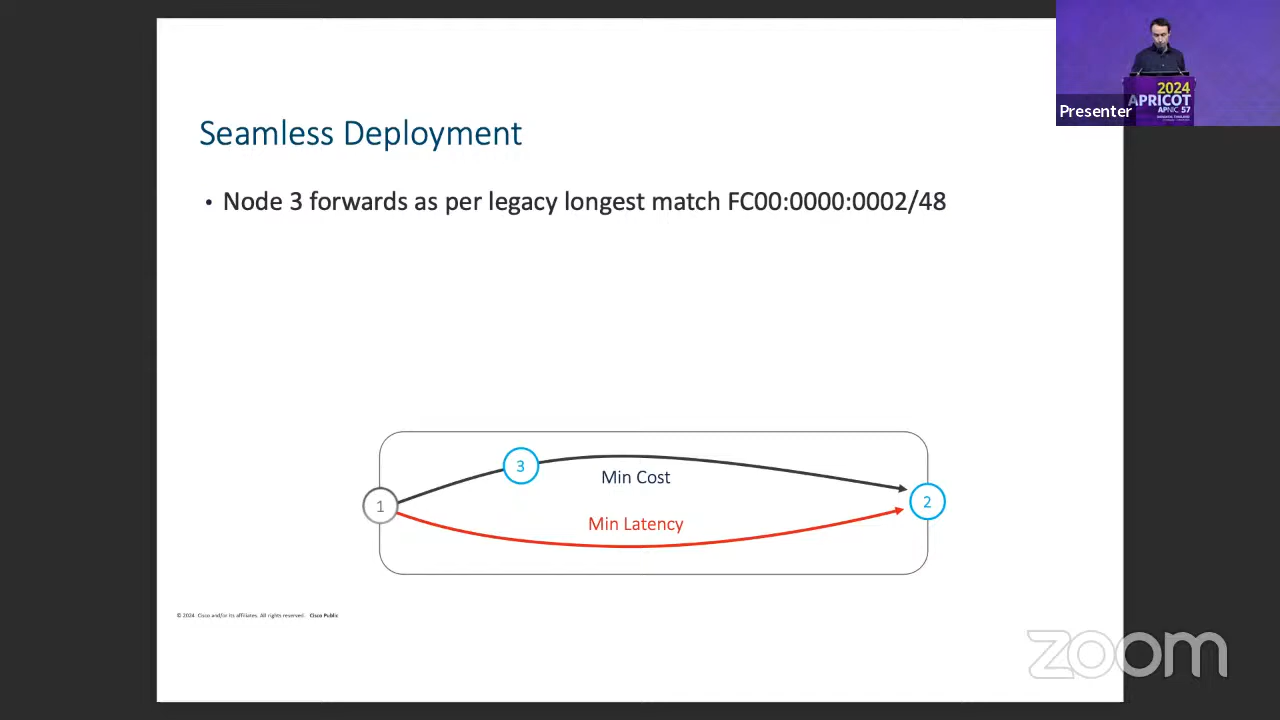 Seamless Deployment
• Node 3 forwards as per legacy longest match FC00:0000:0002/48
3
Min Cost
1
2
Min Latency
© 2024 Cisco and/or its affiliates. All rights reserved. Cisco Public
Presenter
2024
APRICOT
APNIC 57
zoom